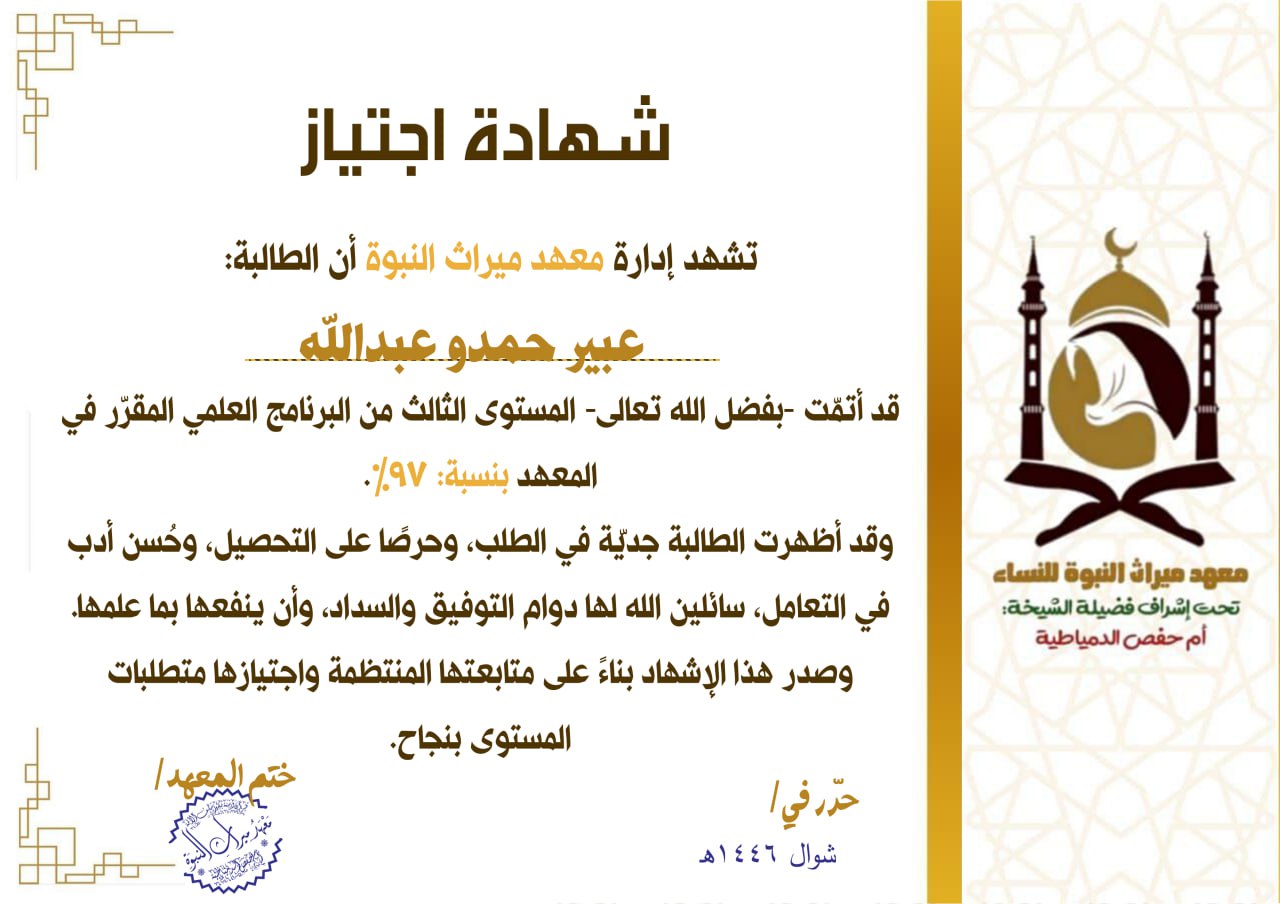 شهادة اجتياز
تشهد إدارة معهد ميراث النبوة أن الطالبة:
عبير حمدو عبدالله
قد أتمّت -بفضل الله تعالى- المستوى الثالث من البرنامج العلمي المقرّر في
المعهد بنسبة: ٩٧٪.
وقد أظهرت الطالبة جديّة في الطلب، وحرصًا على التحصيل، وحُسن أدب
في التعامل، سائلين الله لها دوام التوفيق والسداد، وأن ينفعها بما علمها.
وصدر هذا الإشهاد بناءً على متابعتها المنتظمة واجتيازها متطلبات
المستوى بنجاح.
حدّر في/
شوال ١٤٤٦هـ
ختم المعهد/
معهد ميراث النبوة
معهد ميراث النبوة للنساء
تحت إشراف فضيلة الشيخة:
أم حفص الدمياطية